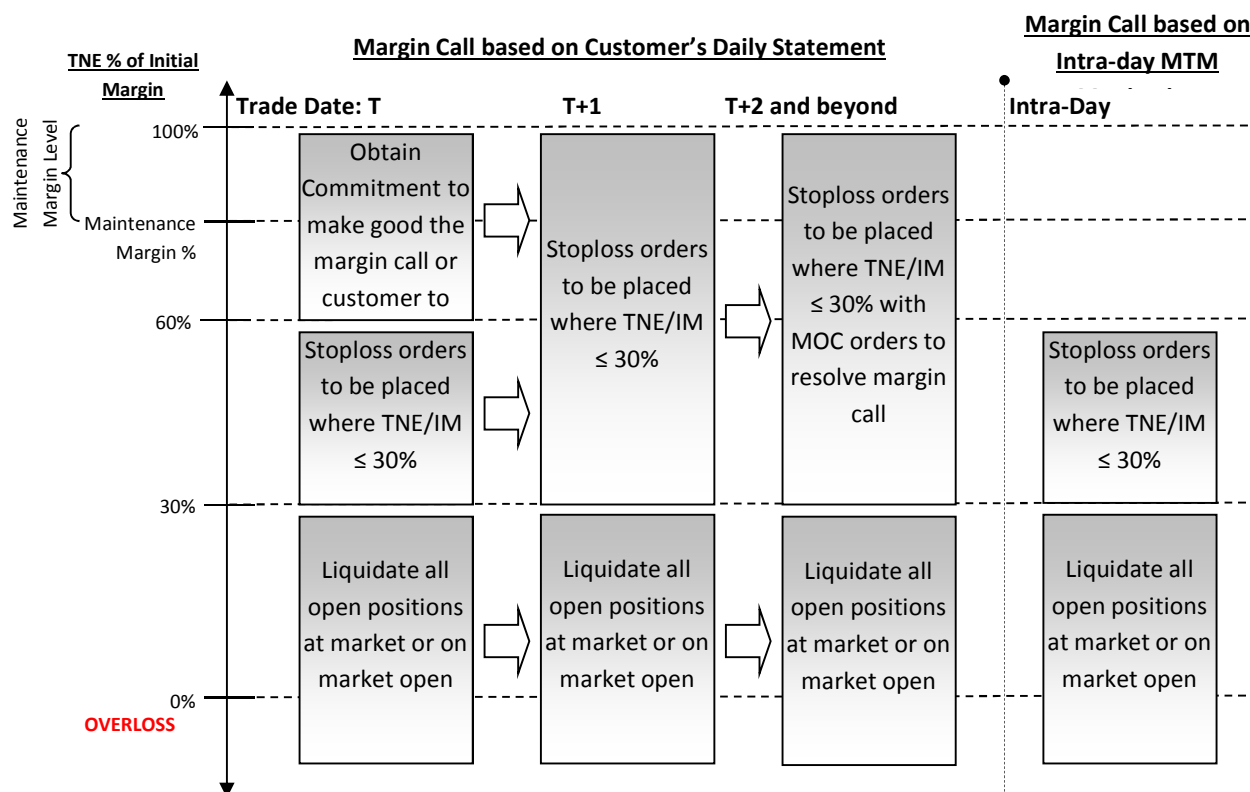 Margin Call based on Customer's Daily Statement
Margin Call based on
Intra-day MTM
TNE % of Initial
Margin
Trade Date: T
T+1
T+2 and beyond
Intra-Day
Maintenance
Margin Level
100%
Maintenance
Margin %
60%
30%
0%
OVERLOSS
Obtain
Commitment to
make good the
margin call or
customer to
Stoploss orders
to be placed
where TNE/IM
≤ 30%
Stoploss orders
to be placed
where TNE/IM
≤ 30% with
MOC orders to
resolve margin
call
Stoploss orders
to be placed
where TNE/IM
≤ 30%
Stoploss orders
to be placed
where TNE/IM
≤ 30%
Liquidate all
open positions
at market or on
market open
Liquidate all
open positions
at market or on
market open
Liquidate all
open positions
at market or on
market open
Liquidate all
open positions
at market or on
market open